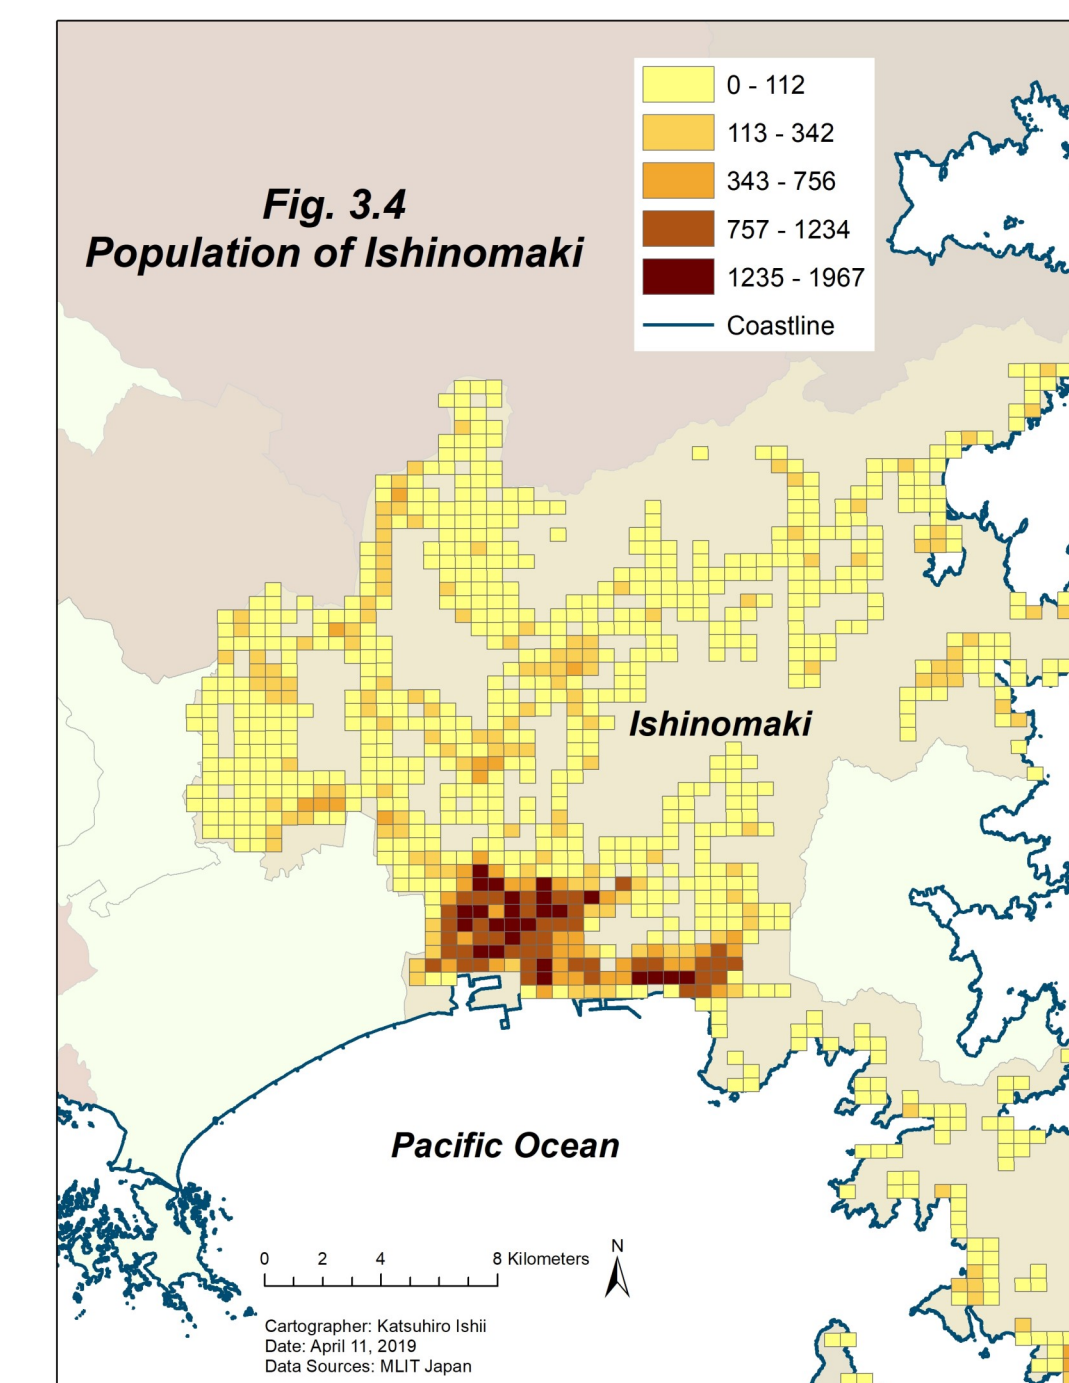 0 - 112
113 - 342
343 - 756
757 - 1234
1235 - 1967
Coastline
Fig. 3.4
Population of Ishinomaki
Ishinomaki
Pacific Ocean
0 2 4 8 Kilometers
N
Cartographer: Katsuhiro Ishii
Date: April 11, 2019
Data Sources: MLIT Japan